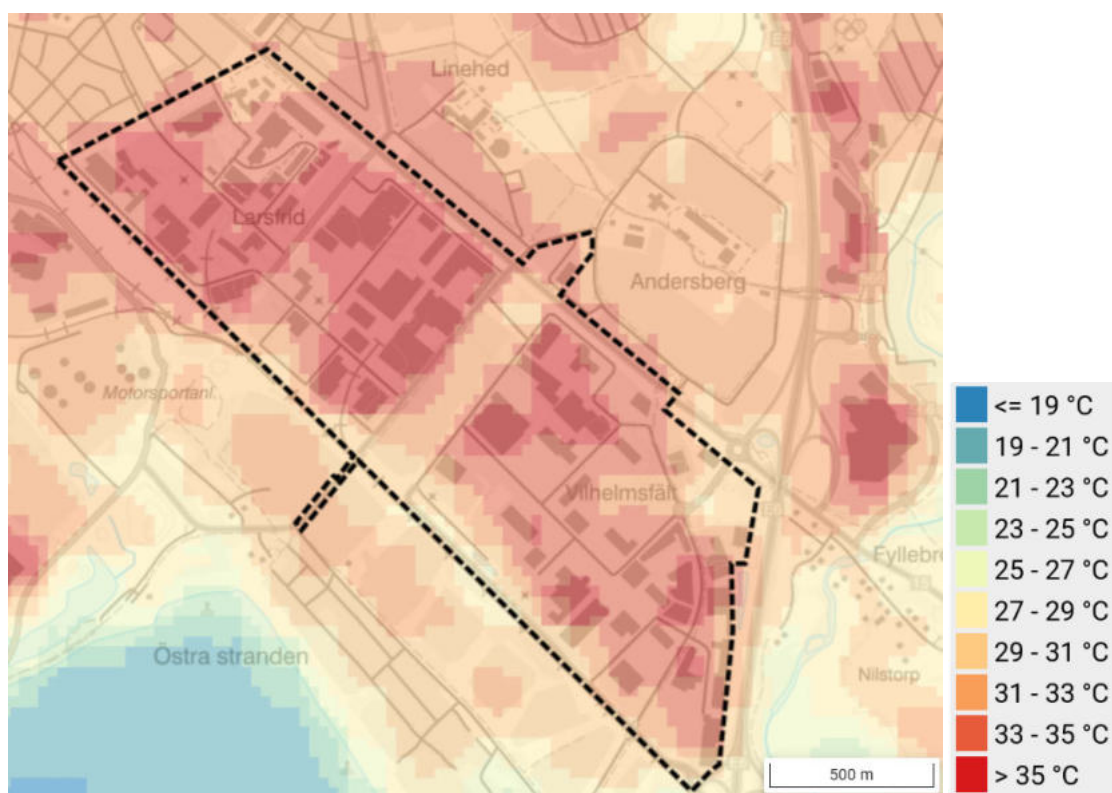 Linehed
Larsfrid
Andersberg
Motorsportanl.
Vilhelmsfält
Fyllebr
Östra stranden
Nilstorp
500 m
<= 19 °C
19 - 21 °C
21 - 23 °C
23 - 25 °C
25 - 27 °C
27 - 29 °C
29 - 31 °C
31 - 33 °C
33 - 35 °C
> 35 °C